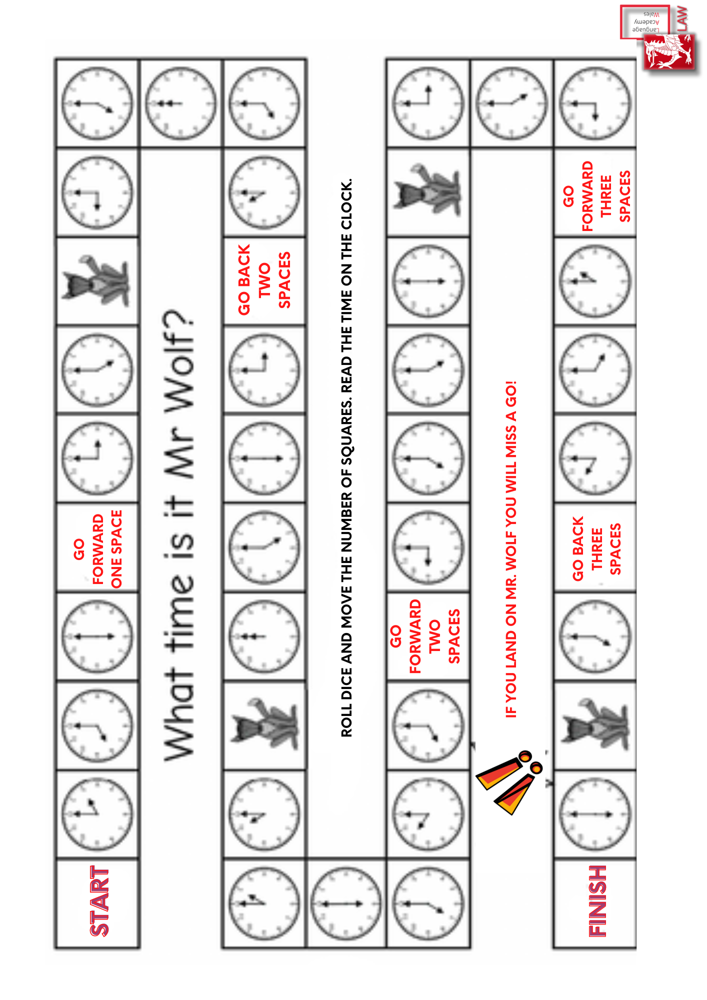 START
GO
FORWARD
ONE SPACE
What time is it Mr Wolf?
GO BACK
TWO
SPACES
ROLL DICE AND MOVE THE NUMBER OF SQUARES. READ THE TIME ON THE CLOCK.
GO
FORWARD
TWO
SPACES
IF YOU LAND ON MR. WOLF YOU WILL MISS A GO!
GO
FORWARD
THREE
SPACES
GO BACK
THREE
SPACES
FINISH
Language
Academy
Wales
LAW